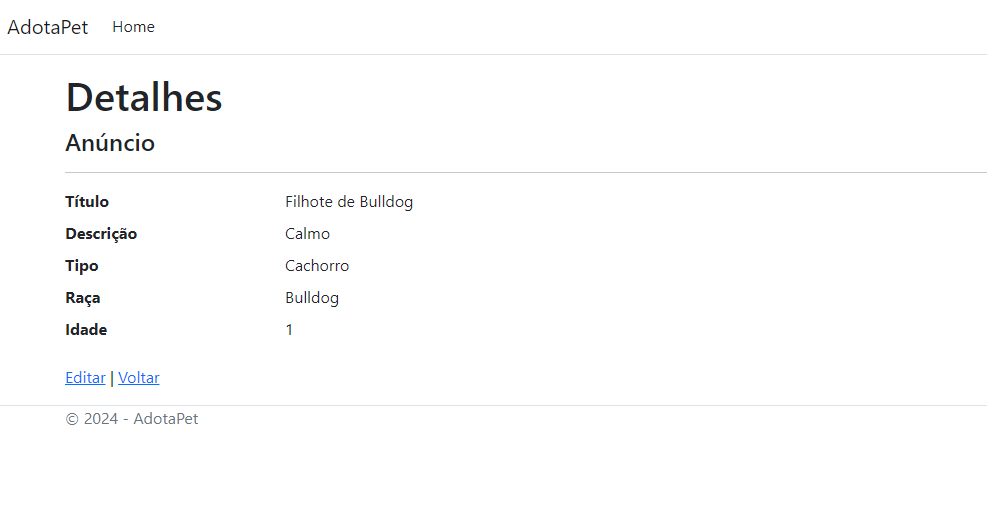 AdotaPet Home
Detalhes
Anúncio
Título Filhote de Bulldog
Descrição Calmo
Tipo Cachorro
Raça Bulldog
Idade 1
Editar | Voltar
© 2024 - AdotaPet